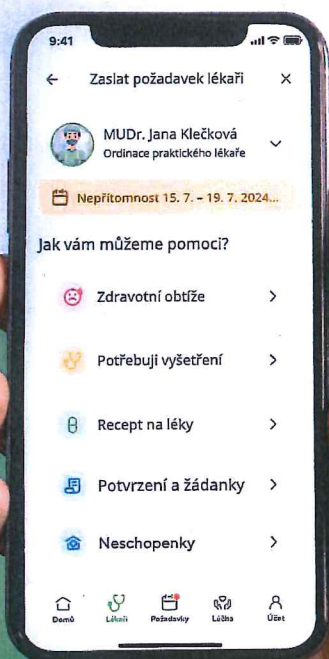 9:41
Zaslat požadavek lékaři
MUDr. Jana Klečková
Ordinace praktického lékaře
Nepřítomnost 15. 7. – 19. 7. 2024...
Jak vám můžeme pomoci?
Zdravotní obtíže
Potřebuji vyšetření
Recept na léky
Potvrzení a žádanky
Neschopenky
Domů Lékaři Požadavky Léčba Účet